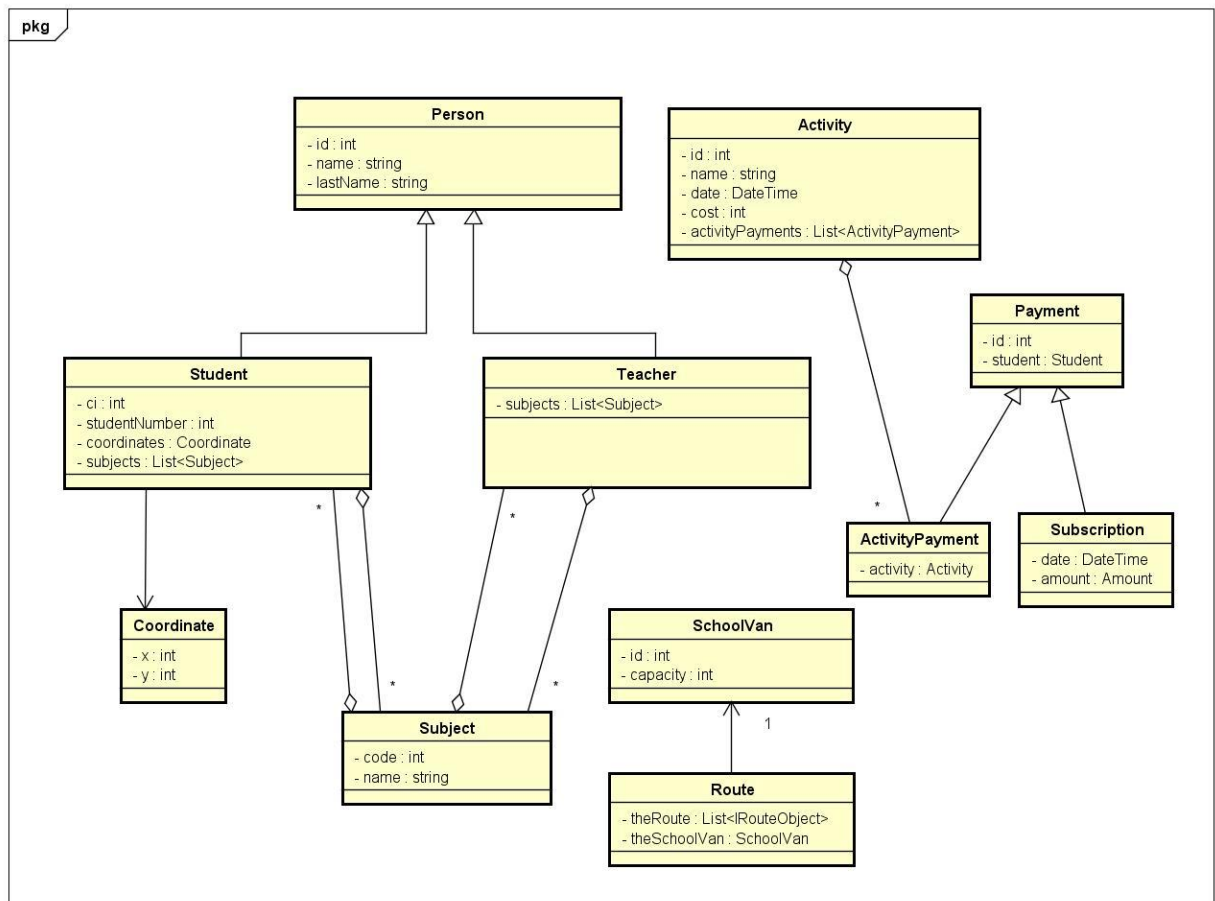 pkg
Person
- id : int
- name : string
- lastName : string
Activity
- id : int
- name : string
- date : DateTime
- cost : int
- activityPayments : List<ActivityPayment>
Payment
- id : int
- student : Student
Student
- ci : int
- studentNumber : int
- coordinates : Coordinate
- subjects : List<Subject>
Teacher
- subjects : List<Subject>
*
*
*
ActivityPayment
- activity : Activity
Subscription
- date : DateTime
- amount : Amount
Coordinate
- x : int
- y : int
SchoolVan
- id : int
- capacity : int
*
*
Subject
- code : int
- name : string
1
Route
- theRoute : List<IRouteObject>
- theSchoolVan : SchoolVan